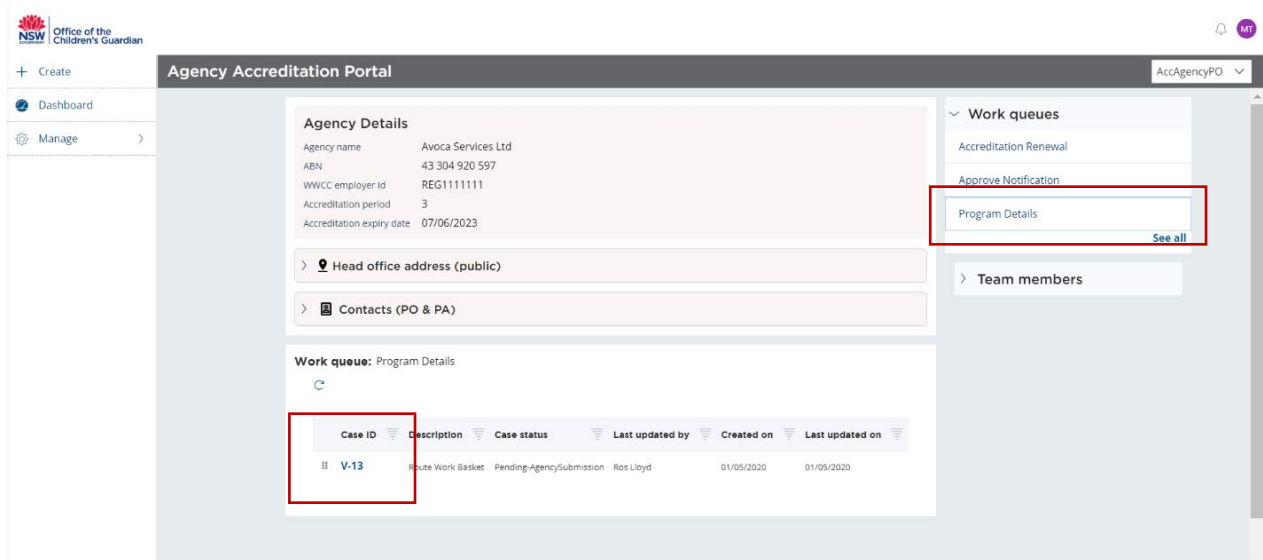 NSW
GOVERNMENT
Office of the
Children's Guardian
MT
Create
Dashboard
Manage
Agency Accreditation Portal
AccAgencyPO
Agency Details
Agency name Avoca Services Ltd
ABN 43 304 920 597
WWCC employer Id REG1111111
Accreditation period 3
Accreditation expiry date 07/06/2023
Head office address (public)
Contacts (PO & PA)
Work queues
Accreditation Renewal
Approve Notification
Program Details
See all
Team members
Work queue: Program Details
Case ID Description Case status Last updated by Created on Last updated on
V-13 Route Work Basket Pending-AgencySubmission Ros Lloyd 01/05/2020 01/05/2020